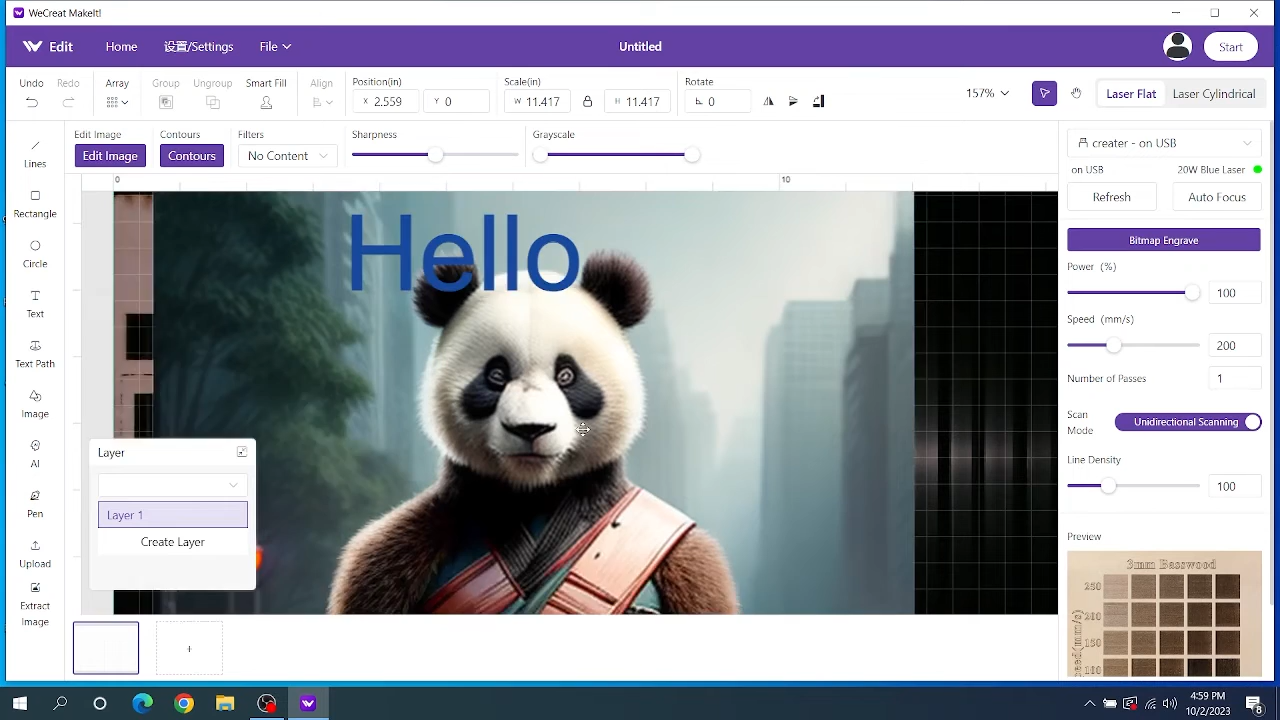 WeCreat MakeIt!
Edit Home 设置/Settings File Untitled Start
Undo Redo Array Group Ungroup Smart Fill Align Position(in) Scale(in) Rotate
X 2.559 Y 0 W 11.417 H 11.417 0 157% Laser Flat Laser Cylindrical
Edit Image Contours Filters Sharpness Grayscale
Edit Image Contours No Content
creater - on USB
on USB 20W Blue Laser
Refresh Auto Focus
0 10
Lines
Rectangle
Circle
Text
Text Path
Image
AI
Pen
Upload
Extract
Image
Hello
Layer
Layer 1
Create Layer
Bitmap Engrave
Power (%)
100
Speed (mm/s)
200
Number of Passes 1
Scan
Mode
Unidirectional Scanning
Line Density
100
Preview
3mm Basswood
250
200
150
100
+
4:59 PM
10/2/2023
8